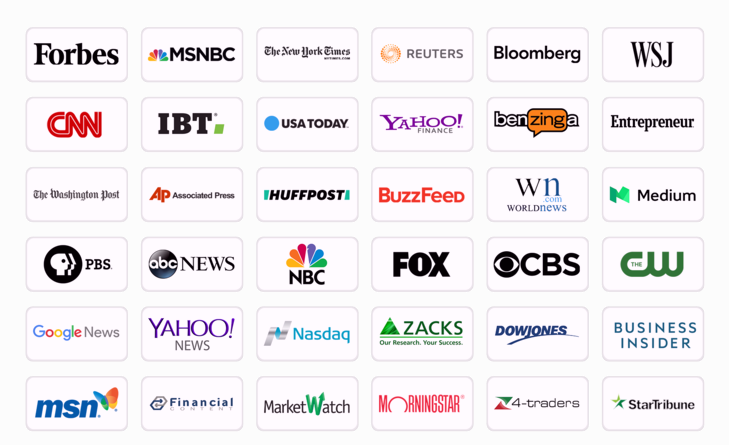 Forbes
MSNBC
The New York Times
NYTIMES.COM
REUTERS
Bloomberg
WSJ
CNN
IBT
USA TODAY
YAHOO!
FINANCE
benzinga
Entrepreneur
The Washington Post
AP Associated Press
HUFFPOST
BuzzFeed
wn
.com
WORLDnews
Medium
PBS
abc NEWS
NBC
FOX
CBS
THE CW
Google News
YAHOO!
NEWS
Nasdaq
ZACKS
Our Research. Your Success.
DOWJONES
BUSINESS
INSIDER
msn
Financial
CONTENT
MarketWatch
MORNINGSTAR
4-traders
StarTribune